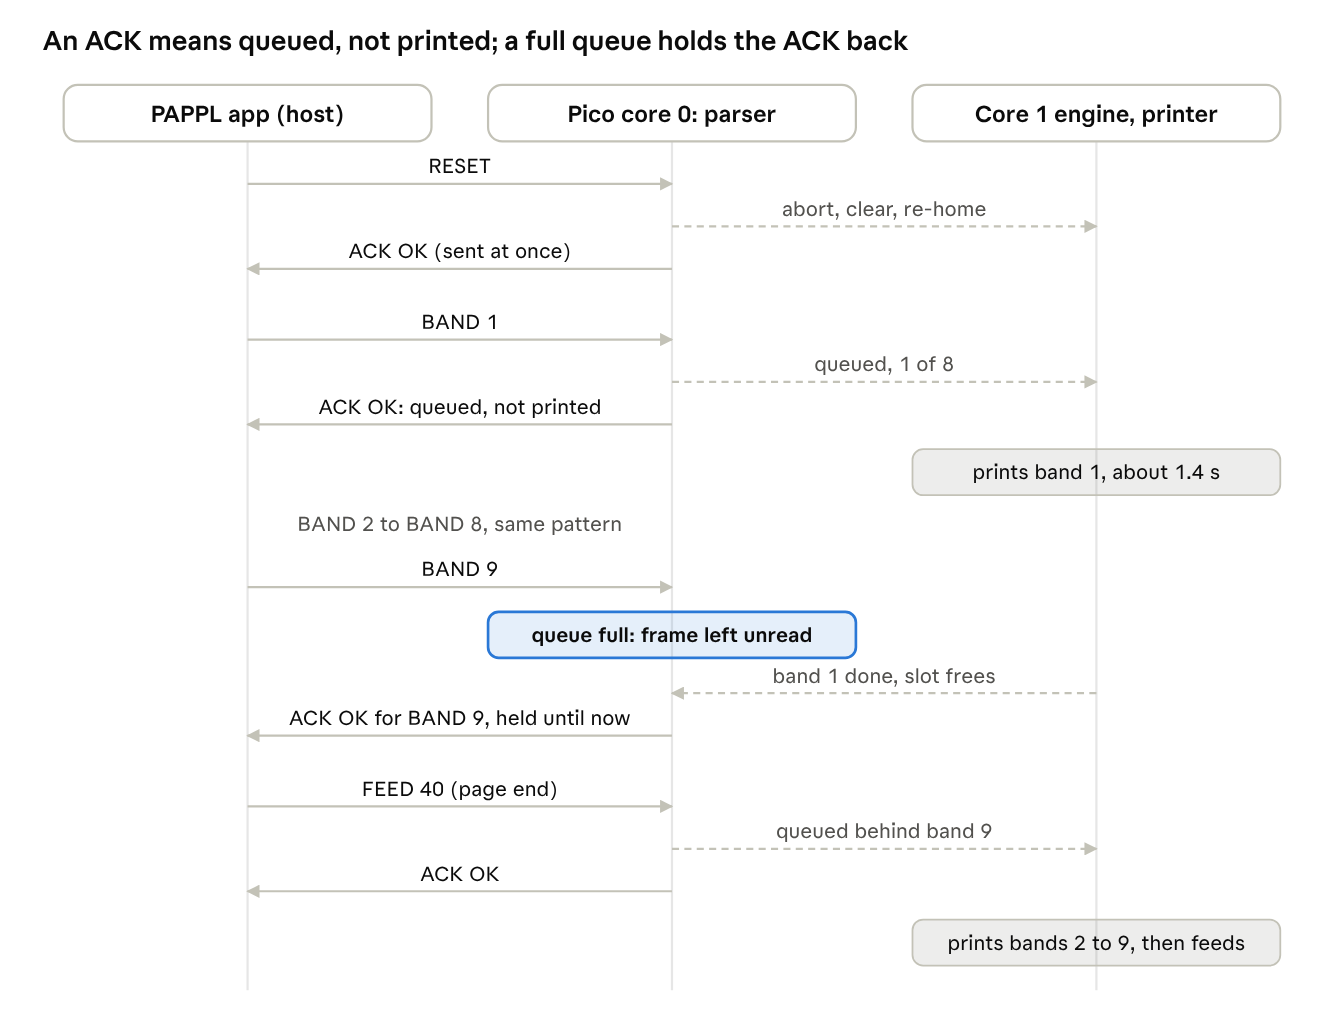 An ACK means queued, not printed; a full queue holds the ACK back
PAPPL app (host)
Pico core 0: parser
Core 1 engine, printer
RESET
abort, clear, re-home
ACK OK (sent at once)
BAND 1
queued, 1 of 8
ACK OK: queued, not printed
prints band 1, about 1.4 s
BAND 2 to BAND 8, same pattern
BAND 9
queue full: frame left unread
band 1 done, slot frees
ACK OK for BAND 9, held until now
FEED 40 (page end)
queued behind band 9
ACK OK
prints bands 2 to 9, then feeds